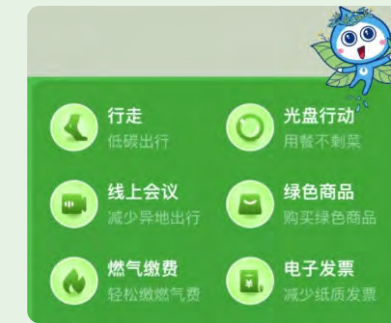 行走
低碳出行
光盘行动
用餐不剩菜
线上会议
减少异地出行
绿色商品
购买绿色商品
燃气缴费
轻松缴燃气费
电子发票
减少纸质发票